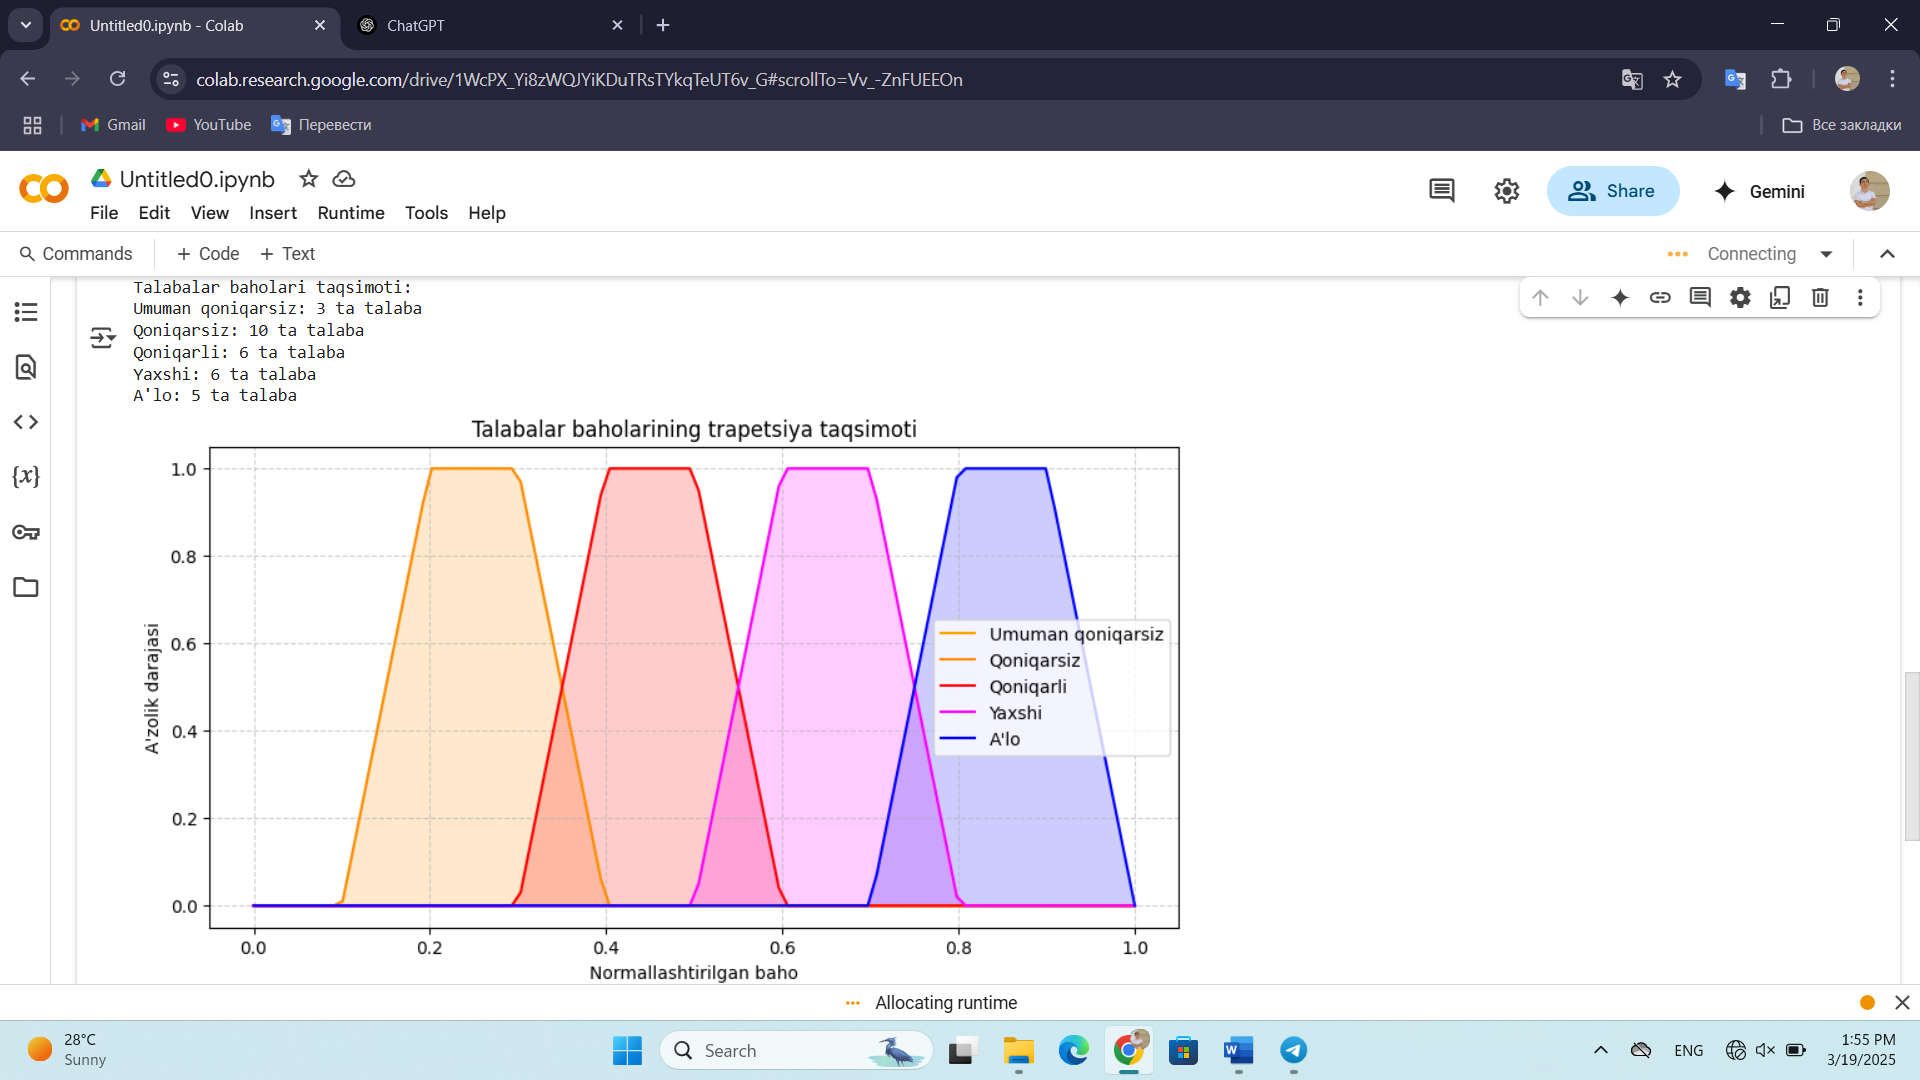 Untitled0.ipynb - Colab
ChatGPT
colab.research.google.com/drive/1WcPX_Yi8zWQJYiKDuTRsTYkqTeUT6v_G#scrollTo=Vv_-ZnFUEEOn
Gmail YouTube Перевести Все закладки
Untitled0.ipynb
File Edit View Insert Runtime Tools Help
Share Gemini
Commands + Code + Text Connecting
Talabalar baholari taqsimoti:
Umuman qoniqarsiz: 3 ta talaba
Qoniqarsiz: 10 ta talaba
Qoniqarli: 6 ta talaba
Yaxshi: 6 ta talaba
A'lo: 5 ta talaba
{x}
Talabalar baholarining trapetsiya taqsimoti
A'zolik darajasi
1.0
0.8
0.6
0.4
0.2
0.0
Umuman qoniqarsiz
Qoniqarsiz
Qoniqarli
Yaxshi
A'lo
0.0 0.2 0.4 0.6 0.8 1.0
Normallashtirilgan baho
Allocating runtime
28°C
Sunny
Search
ENG
1:55 PM
3/19/2025